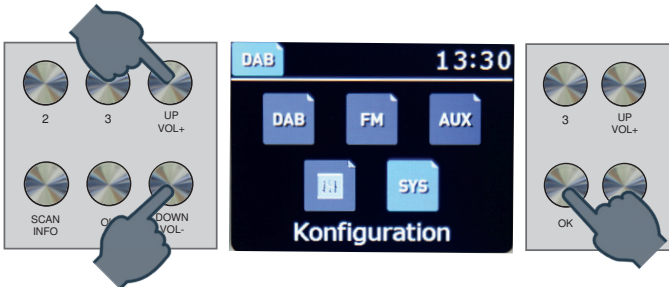 2
3
UP
VOL+
SCAN
INFO
DOWN
VOL-
DAB
13:30
DAB
FM
AUX
SYS
Konfiguration
3
UP
VOL+
OK